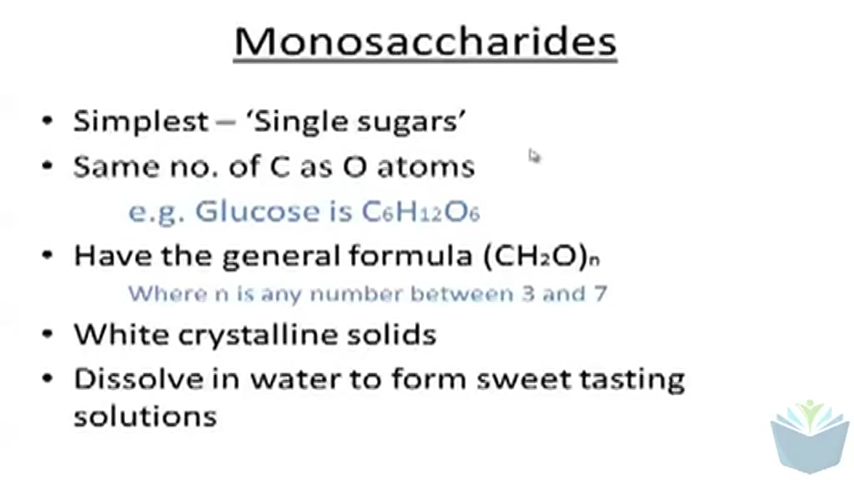 Monosaccharides
• Simplest – ‘Single sugars’
• Same no. of C as O atoms
e.g. Glucose is C₆H₁₂O₆
• Have the general formula (CH₂O)ₙ
Where n is any number between 3 and 7
• White crystalline solids
• Dissolve in water to form sweet tasting
solutions